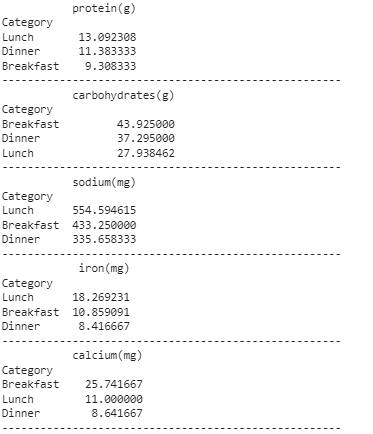 protein(g)
Category
Lunch 13.092308
Dinner 11.383333
Breakfast 9.308333
--------------------------------------------------
carbohydrates(g)
Category
Breakfast 43.925000
Dinner 37.295000
Lunch 27.938462
--------------------------------------------------
sodium(mg)
Category
Lunch 554.594615
Breakfast 433.250000
Dinner 335.658333
--------------------------------------------------
iron(mg)
Category
Lunch 18.269231
Breakfast 10.859091
Dinner 8.416667
--------------------------------------------------
calcium(mg)
Category
Breakfast 25.741667
Lunch 11.000000
Dinner 8.641667
--------------------------------------------------